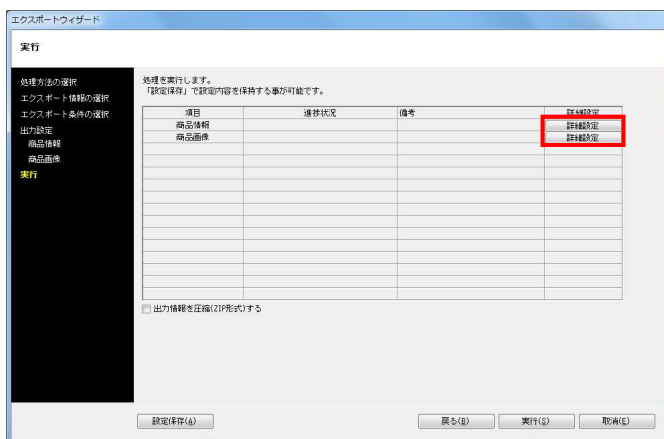 エクスポートウィザード
実行
処理方法の選択
エクスポート情報の選択
エクスポート条件の選択
出力設定
商品情報
商品画像
実行
処理を実行します。
「設定保存」で設定内容を保持する事が可能です。
項目 進捗状況 備考 詳細設定
商品情報 詳細設定
商品画像 詳細設定
出力情報を圧縮(ZIP形式)する
設定保存(A) 戻る(B) 実行(S) 取消(E)